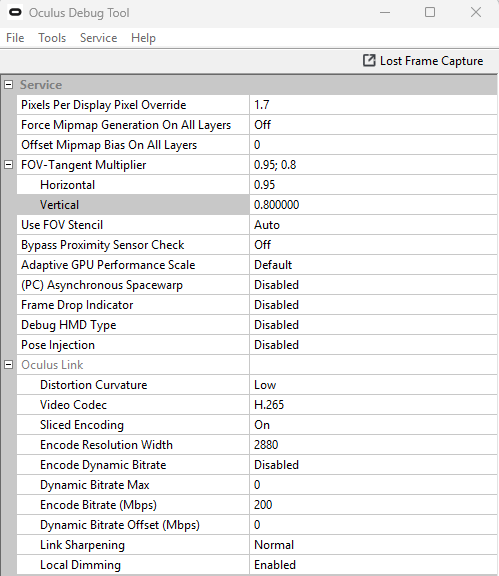 Oculus Debug Tool
File Tools Service Help
Lost Frame Capture
Service
Pixels Per Display Pixel Override 1.7
Force Mipmap Generation On All Layers Off
Offset Mipmap Bias On All Layers 0
FOV-Tangent Multiplier 0.95; 0.8
Horizontal 0.95
Vertical 0.800000
Use FOV Stencil Auto
Bypass Proximity Sensor Check Off
Adaptive GPU Performance Scale Default
(PC) Asynchronous Spacewarp Disabled
Frame Drop Indicator Disabled
Debug HMD Type Disabled
Pose Injection Disabled
Oculus Link
Distortion Curvature Low
Video Codec H.265
Sliced Encoding On
Encode Resolution Width 2880
Encode Dynamic Bitrate Disabled
Dynamic Bitrate Max 0
Encode Bitrate (Mbps) 200
Dynamic Bitrate Offset (Mbps) 0
Link Sharpening Normal
Local Dimming Enabled